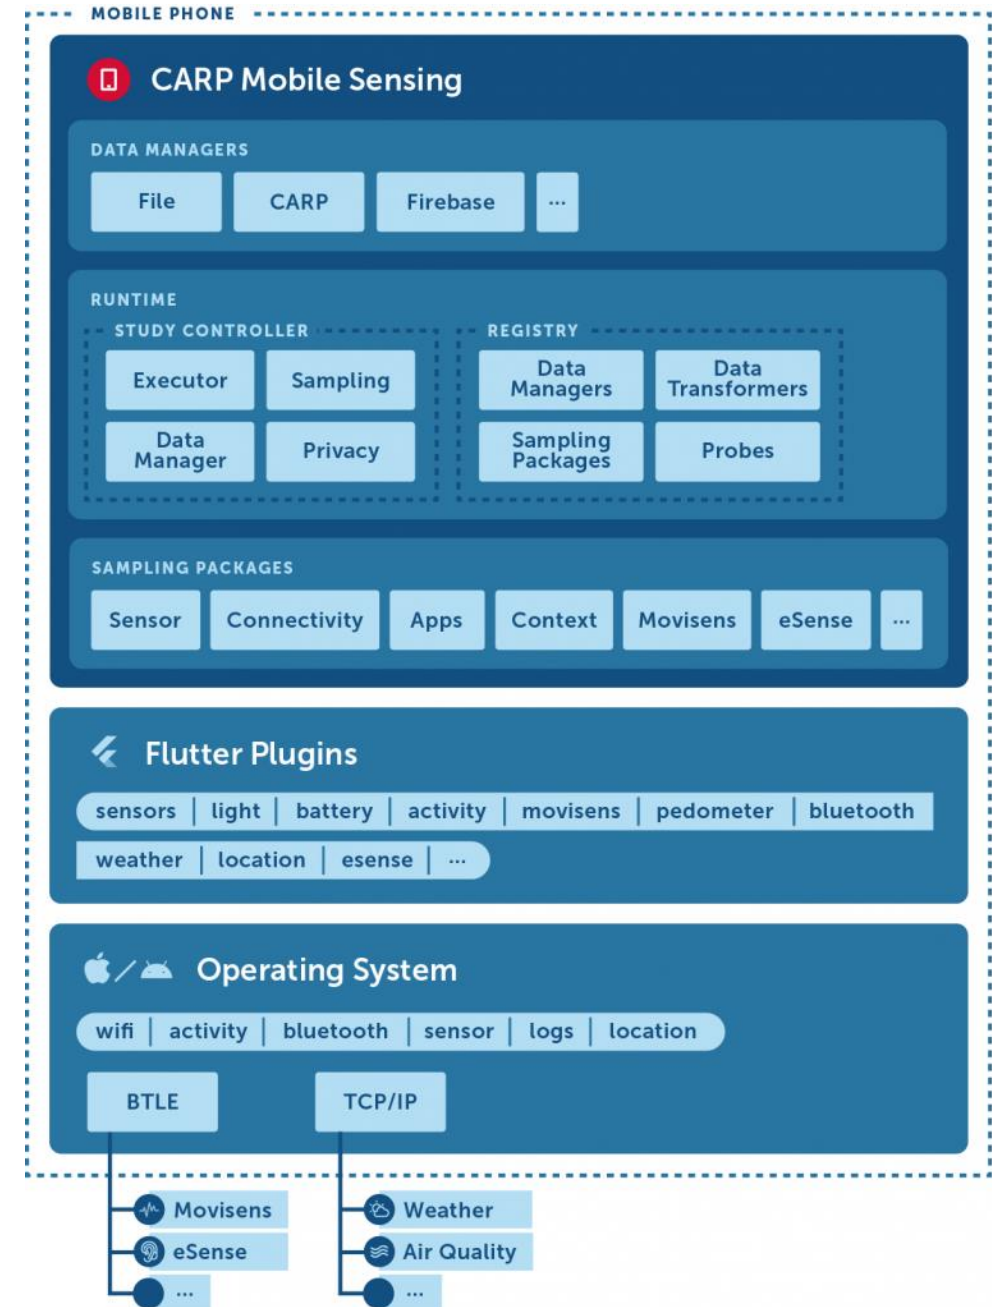 MOBILE PHONE
CARP Mobile Sensing
DATA MANAGERS
File CARP Firebase ...
RUNTIME
STUDY CONTROLLER
Executor Sampling
Data
Manager
Privacy
REGISTRY
Data
Managers
Data
Transformers
Sampling
Packages
Probes
SAMPLING PACKAGES
Sensor Connectivity Apps Context Movisens eSense ...
Flutter Plugins
sensors | light | battery | activity | movisens | pedometer | bluetooth
weather | location | esense | ...
Operating System
wifi | activity | bluetooth | sensor | logs | location
BTLE
TCP/IP
Movisens
eSense
...
Weather
Air Quality
...